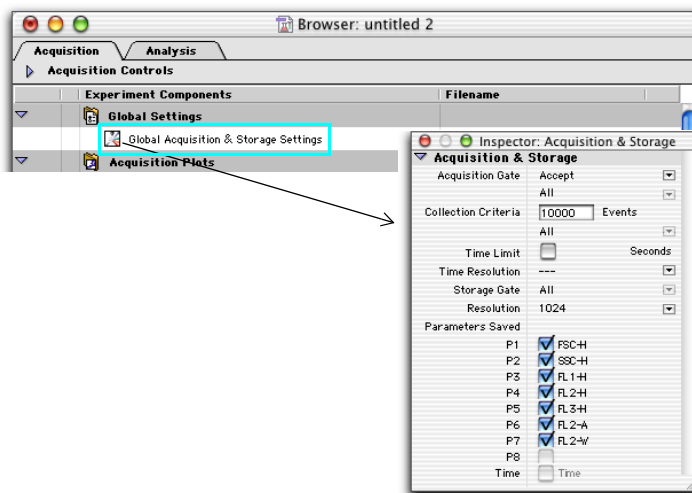 Browser: untitled 2
Acquisition Analysis
Acquisition Controls
Experiment Components Filename
Global Settings
Global Acquisition & Storage Settings
Acquisition Plots
Inspector: Acquisition & Storage
Acquisition & Storage
Acquisition Gate Accept
All
Collection Criteria 10000 Events
All
Time Limit Seconds
Time Resolution ---
Storage Gate All
Resolution 1024
Parameters Saved
P1 FSC-H
P2 SSC-H
P3 FL1-H
P4 FL2-H
P5 FL3-H
P6 FL2-A
P7 FL2-W
P8
Time Time